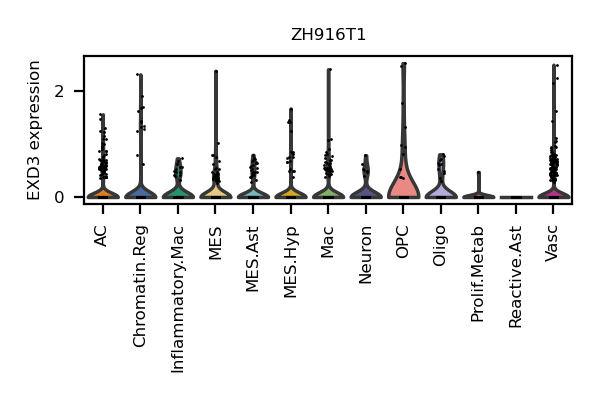 ZH916T1
EXD3 expression
2
0
AC
Chromatin.Reg
Inflammatory.Mac
MES
MES.Ast
MES.Hyp
Mac
Neuron
OPC
Oligo
Prolif.Metab
Reactive.Ast
Vasc